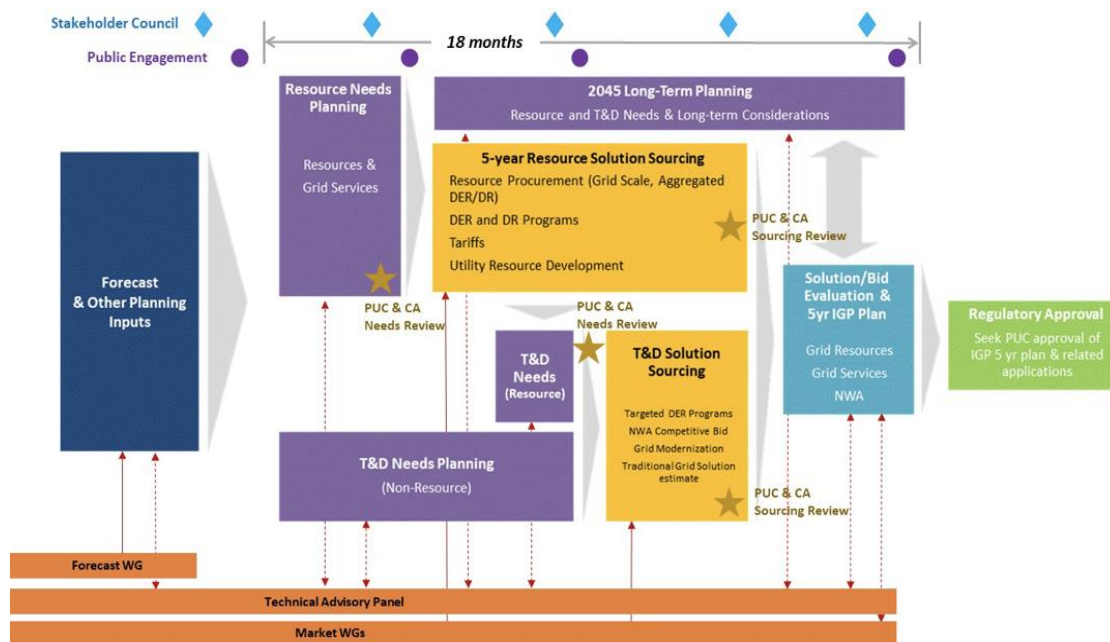 Stakeholder Council
18 months
Public Engagement
Resource Needs
Planning
Resources &
Grid Services
2045 Long-Term Planning
Resource and T&D Needs & Long-term Considerations
5-year Resource Solution Sourcing
Resource Procurement (Grid Scale, Aggregated
DER/DR)
DER and DR Programs
Tariffs
Utility Resource Development
PUC & CA
Sourcing Review
Forecast
& Other Planning
Inputs
PUC & CA
Needs Review
PUC & CA
Needs Review
Solution/Bid
Evaluation &
5yr IGP Plan
Grid Resources
Grid Services
NWA
Regulatory Approval
Seek PUC approval of
IGP 5 yr plan & related
applications
T&D
Needs
(Resource)
T&D Solution
Sourcing
Targeted DER Programs
NWA Competitive Bid
Grid Modernization
Traditional Grid Solution
estimate
T&D Needs Planning
(Non-Resource)
PUC & CA
Sourcing Review
Forecast WG
Technical Advisory Panel
Market WGs